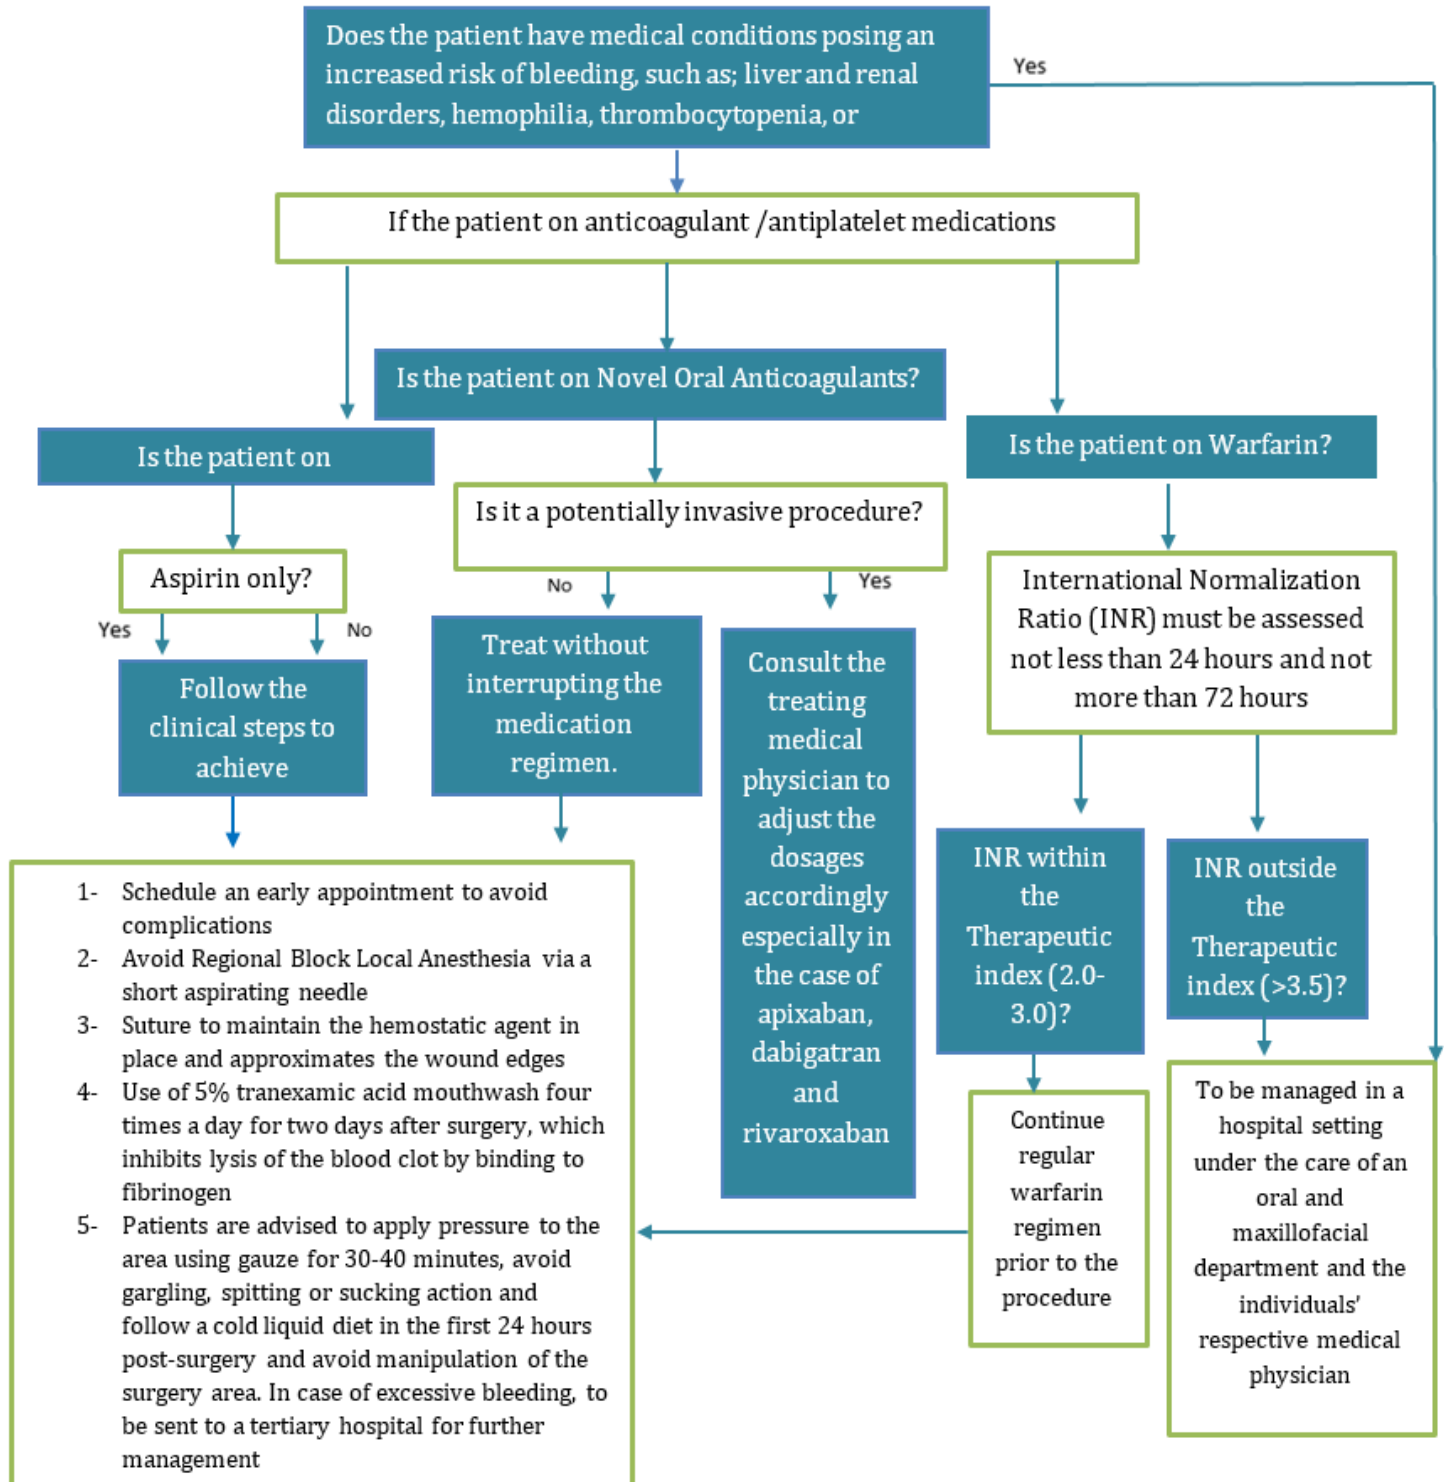 Does the patient have medical conditions posing an
increased risk of bleeding, such as; liver and renal
disorders, hemophilia, thrombocytopenia, or
Yes
If the patient on anticoagulant /antiplatelet medications
Is the patient on Novel Oral Anticoagulants?
Is the patient on
Is the patient on Warfarin?
Aspirin only?
Yes
No
Is it a potentially invasive procedure?
No
Yes
International Normalization
Ratio (INR) must be assessed
not less than 24 hours and not
more than 72 hours
Follow the
clinical steps to
achieve
Treat without
interrupting the
medication
regimen.
Consult the
treating
medical
physician to
adjust the
dosages
accordingly
especially in
the case of
apixaban,
dabigatran
and
rivaroxaban
INR within
the
Therapeutic
index (2.0-
3.0)?
INR outside
the
Therapeutic
index (>3.5)?
1- Schedule an early appointment to avoid
complications
2- Avoid Regional Block Local Anesthesia via a
short aspirating needle
3- Suture to maintain the hemostatic agent in
place and approximates the wound edges
4- Use of 5% tranexamic acid mouthwash four
times a day for two days after surgery, which
inhibits lysis of the blood clot by binding to
fibrinogen
5- Patients are advised to apply pressure to the
area using gauze for 30-40 minutes, avoid
gargling, spitting or sucking action and
follow a cold liquid diet in the first 24 hours
post-surgery and avoid manipulation of the
surgery area. In case of excessive bleeding, to
be sent to a tertiary hospital for further
management
Continue
regular
warfarin
regimen
prior to the
procedure
To be managed in a
hospital setting
under the care of an
oral and
maxillofacial
department and the
individuals'
respective medical
physician